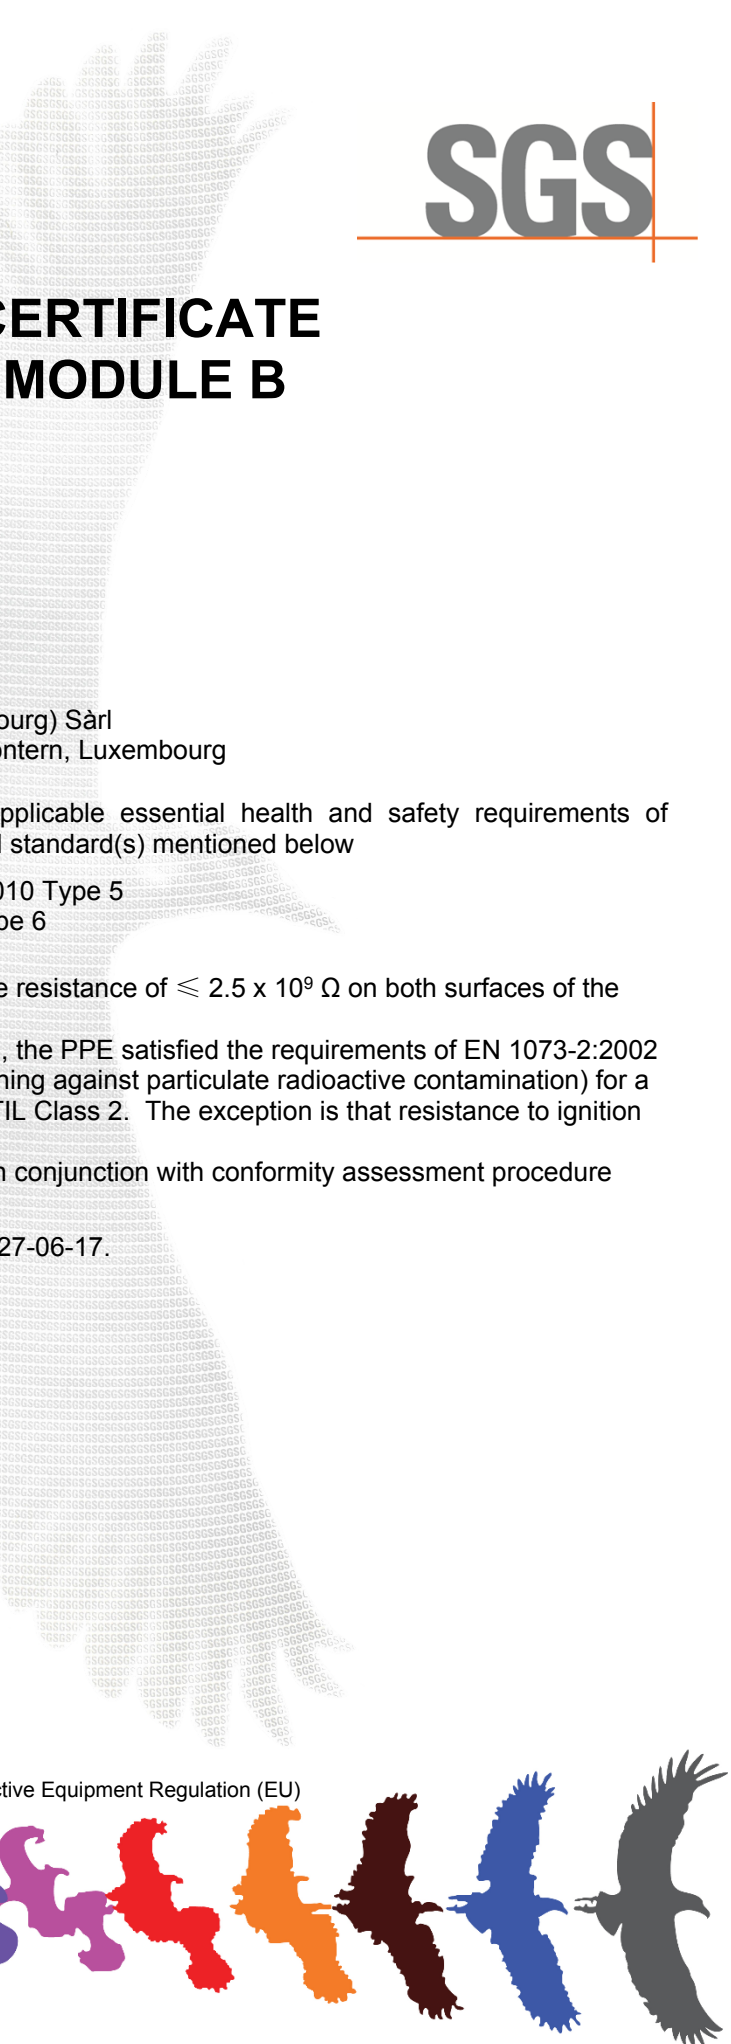 SGS
CERTIFICATE
MODULE B
ourg) Sàrl
ontern, Luxembourg
pplicable essential health and safety requirements of
standard(s) mentioned below
010 Type 5
pe 6
e resistance of ≤ 2.5 x 10⁹ Ω on both surfaces of the
, the PPE satisfied the requirements of EN 1073-2:2002
ning against particulate radioactive contamination) for a
TIL Class 2. The exception is that resistance to ignition
n conjunction with conformity assessment procedure
27-06-17.
ctive Equipment Regulation (EU)